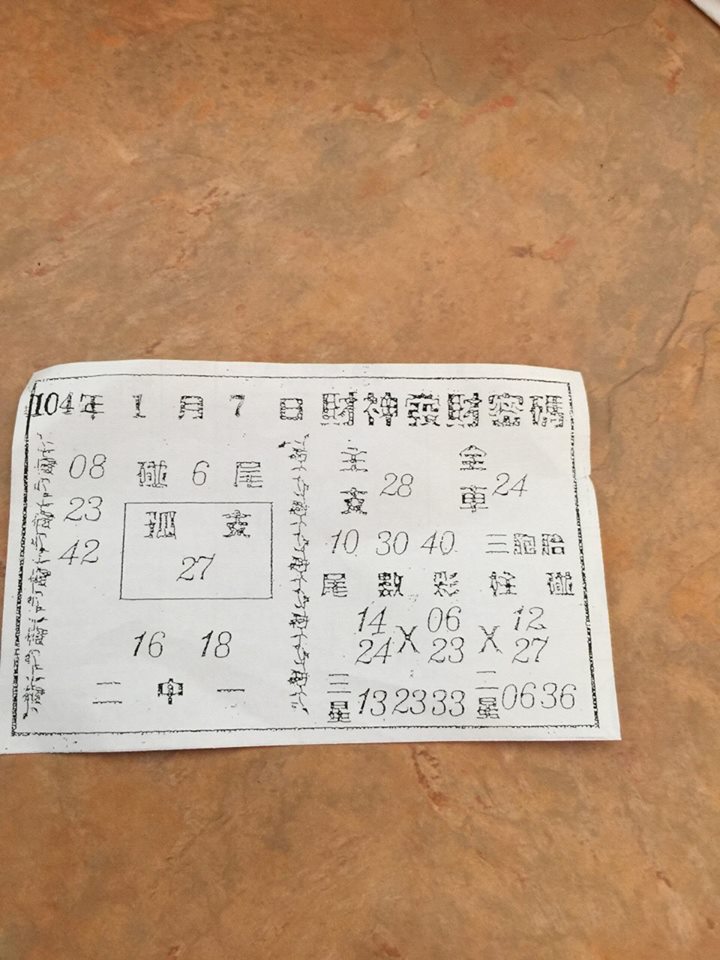 104年 1 月 7 日 財神發財密碼
08 碰 6 尾
23
42
孤支
27
16 18
二中一
主支 28 全車 24
10 30 40 三胞胎
尾數彩 碰
14 06 12
24 X 23 X 27
三星 13 23 33 二星 06 36